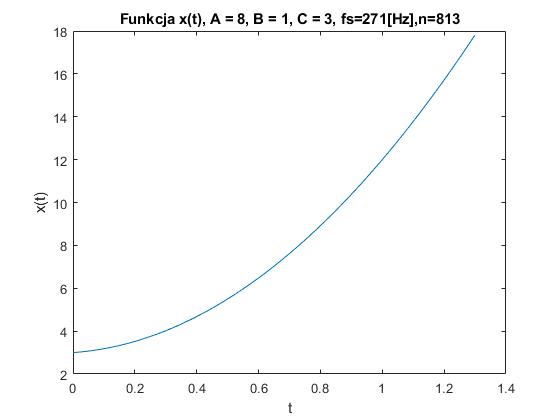 Funkcja x(t), A = 8, B = 1, C = 3, fs=271[Hz],n=813
18
16
14
12
10
8
6
4
2
x(t)
0 0.2 0.4 0.6 0.8 1 1.2 1.4
t